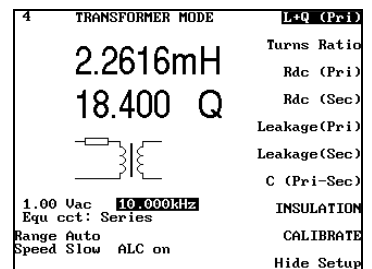 4 TRANSFORMER MODE
2.2616mH
18.400 Q
1.00 Vac 10.000kHz
Equ cct: Series
Range Auto
Speed Slow ALC on
L+Q (Pri)
Turns Ratio
Rdc (Pri)
Rdc (Sec)
Leakage(Pri)
Leakage(Sec)
C (Pri-Sec)
INSULATION
CALIBRATE
Hide Setup